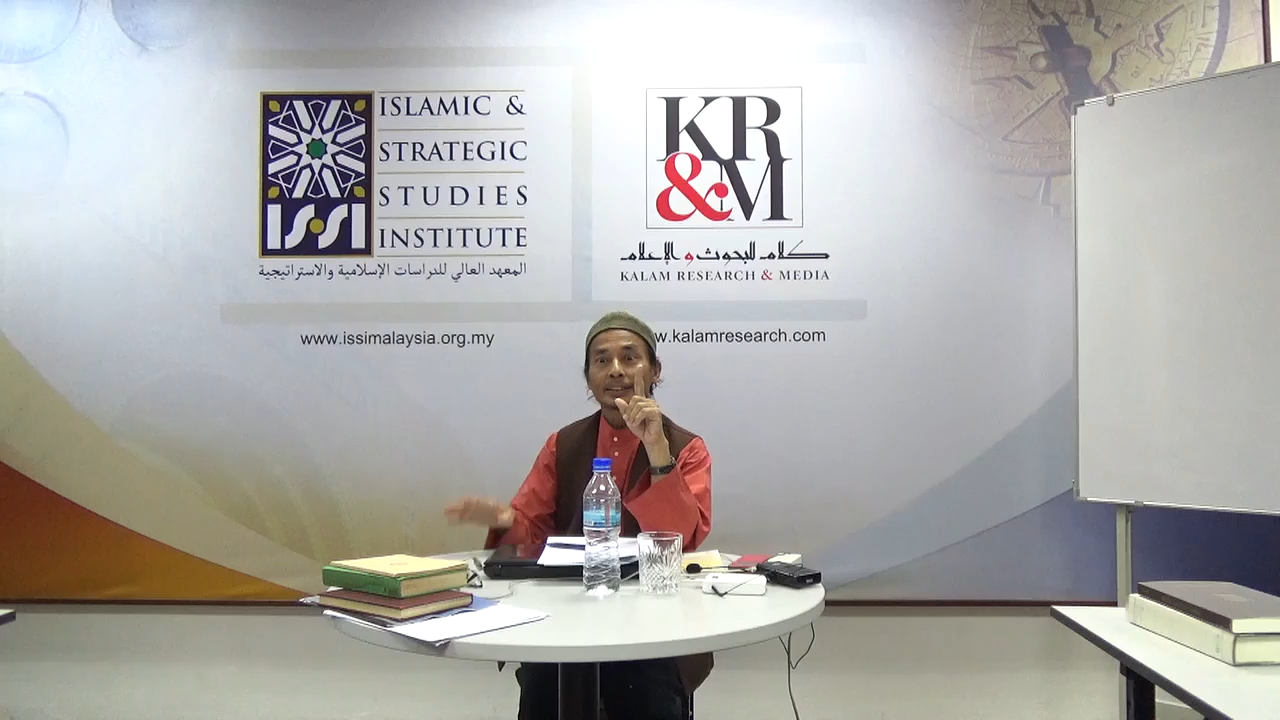 ISLAMIC &
STRATEGIC
STUDIES
INSTITUTE
ISSI
المعهد العالي للدراسات الإسلامية والاستراتيجية
www.issimalaysia.org.my
KR
&M
كلام للبحوث و الإعلام
KALAM RESEARCH & MEDIA
w.kalamresearch.com